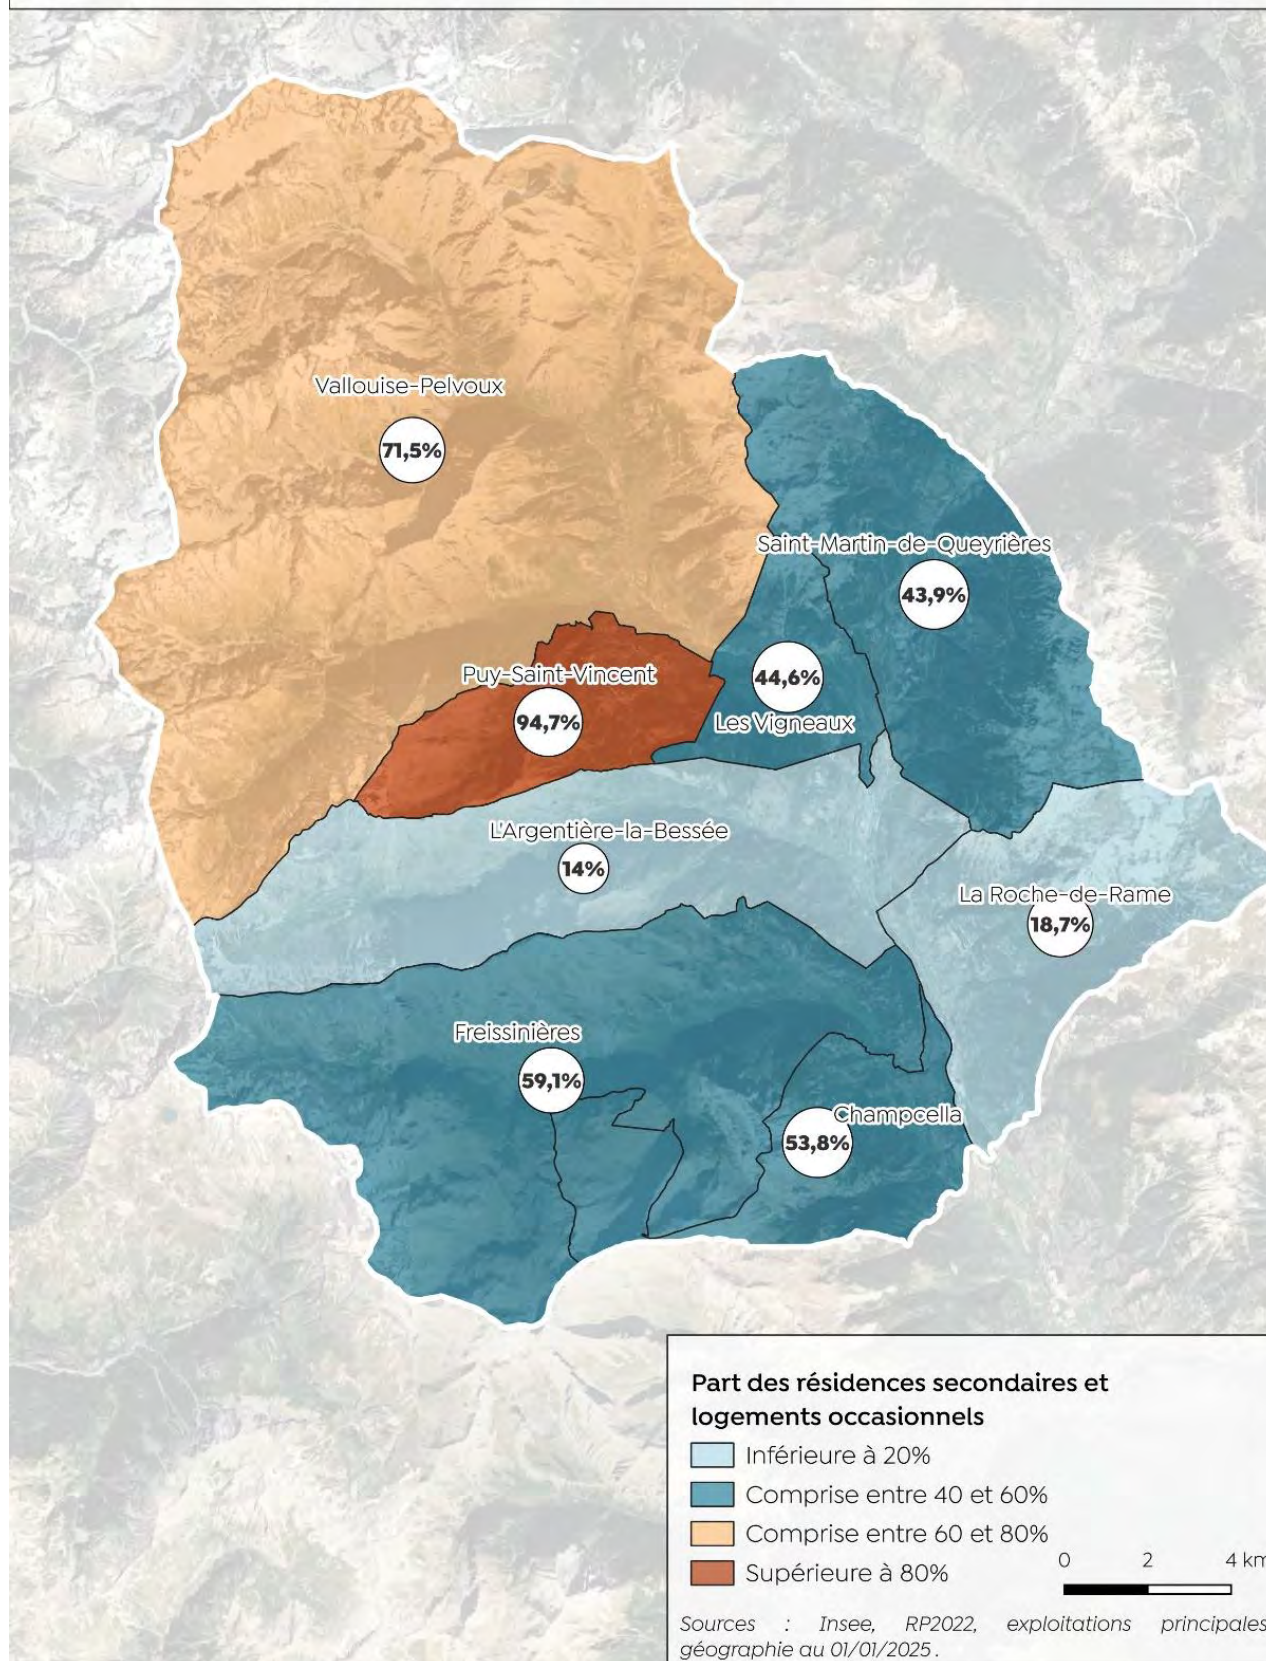 Vallouise-Pelvoux
71,5%
Saint-Martin-de-Queyrières
43,9%
Puy-Saint-Vincent
94,7%
44,6%
Les Vigneaux
L'Argentière-la-Bessée
14%
La Roche-de-Rame
18,7%
Freissinières
59,1%
Champcella
53,8%
Part des résidences secondaires et
logements occasionnels
Inférieure à 20%
Comprise entre 40 et 60%
Comprise entre 60 et 80%
Supérieure à 80%
0 2 4 km
Sources : Insee, RP2022, exploitations principales
géographie au 01/01/2025.